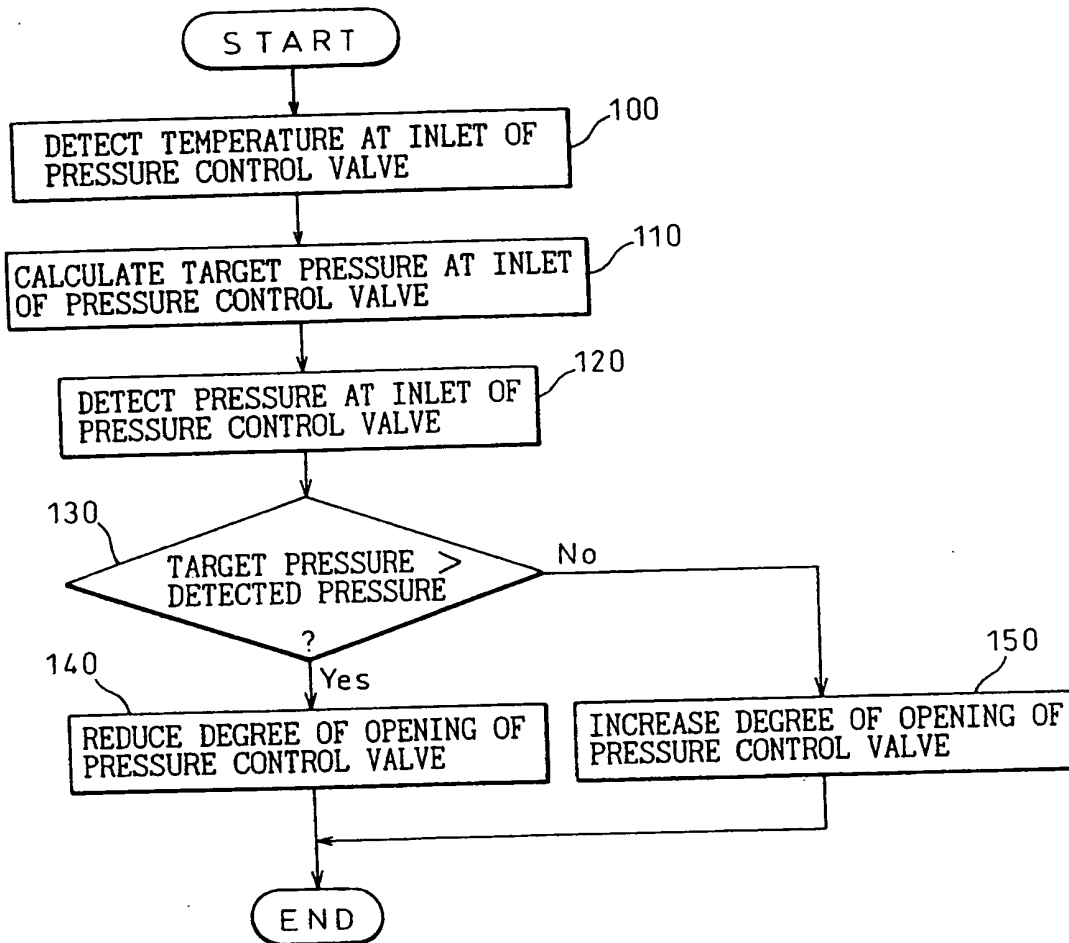 START
100
DETECT TEMPERATURE AT INLET OF
PRESSURE CONTROL VALVE
110
CALCULATE TARGET PRESSURE AT INLET
OF PRESSURE CONTROL VALVE
120
DETECT PRESSURE AT INLET OF
PRESSURE CONTROL VALVE
130
TARGET PRESSURE >
DETECTED PRESSURE
?
No
Yes
140
REDUCE DEGREE OF OPENING OF
PRESSURE CONTROL VALVE
150
INCREASE DEGREE OF OPENING OF
PRESSURE CONTROL VALVE
END